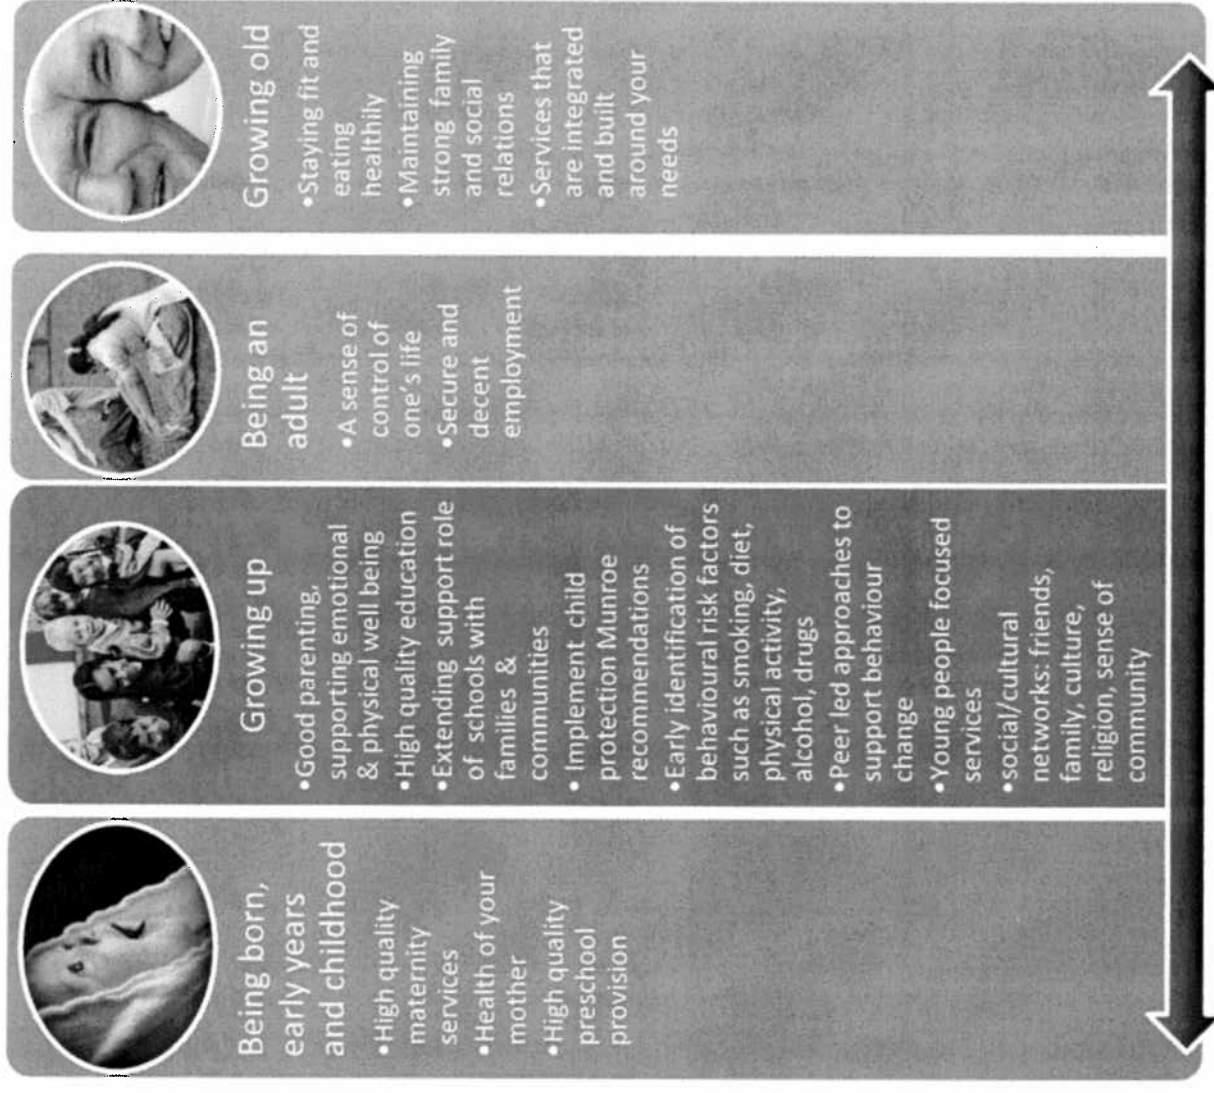 Being born,
early years
and childhood
•High quality
maternity
services
•Health of your
mother
•High quality
preschool
provision
Growing up
•Good parenting,
supporting emotional
& physical well being
•High quality education
•Extending support role
of schools with
families &
communities
• Implement child
protection Munroe
recommendations
•Early identification of
behavioural risk factors
such as smoking, diet,
physical activity,
alcohol, drugs
•Peer led approaches to
support behaviour
change
•Young people focused
services
•social/cultural
networks: friends,
family, culture,
religion, sense of
community
Being an
adult
•A sense of
control of
one's life
•Secure and
decent
employment
Growing old
•Staying fit and
eating
healthily
•Maintaining
strong family
and social
relations
•Services that
are integrated
and built
around your
needs